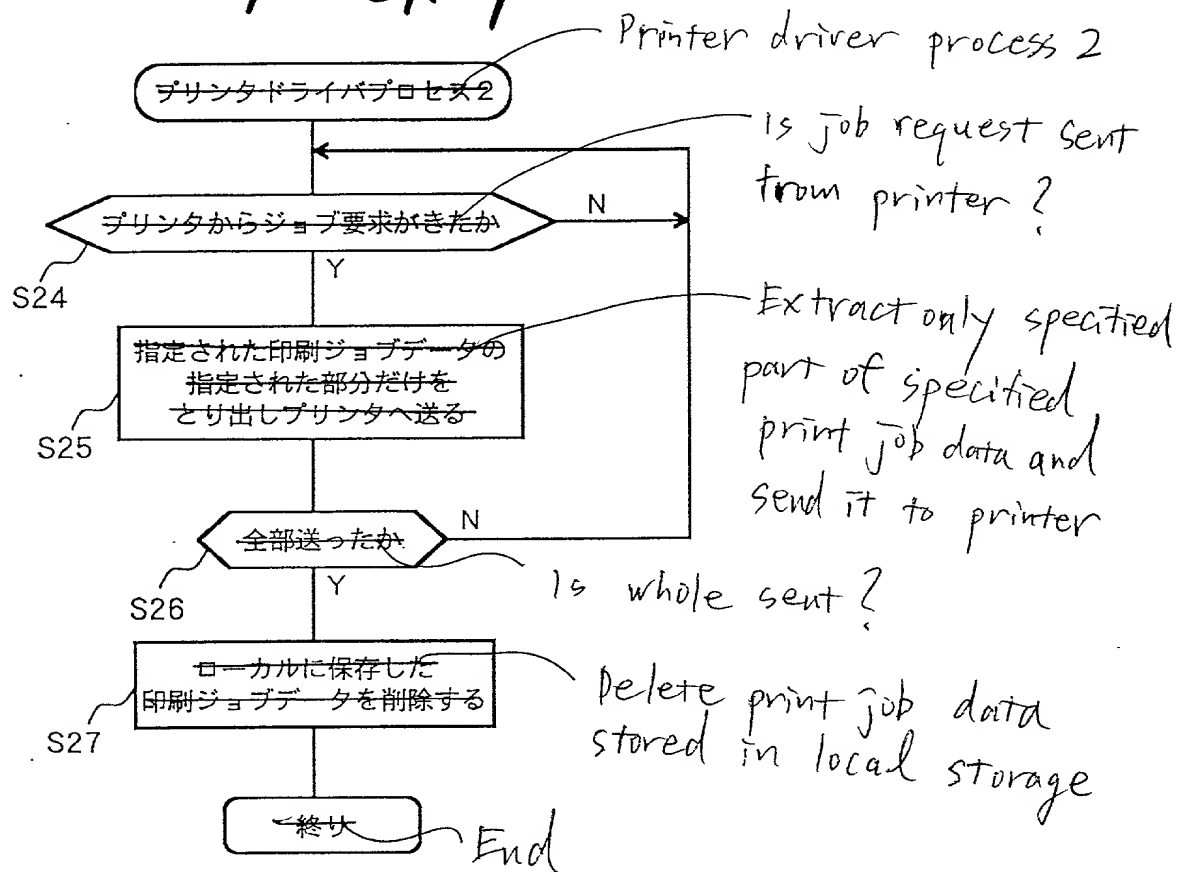 Printer driver process 2
プリンタドライバプロセス2
is job request sent
from printer?
プリンタからジョブ要求がきたか
N
Y
S24
Extract only specified
part of specified
print job data and
send it to printer
指定された印刷ジョブデータの
指定された部分だけを
とり出しプリンタへ送る
S25
全部送ったか
N
Y
S26
Is whole sent?
ローカルに保存した
印刷ジョブデータを削除する
S27
Delete print job data
stored in local storage
終り
End